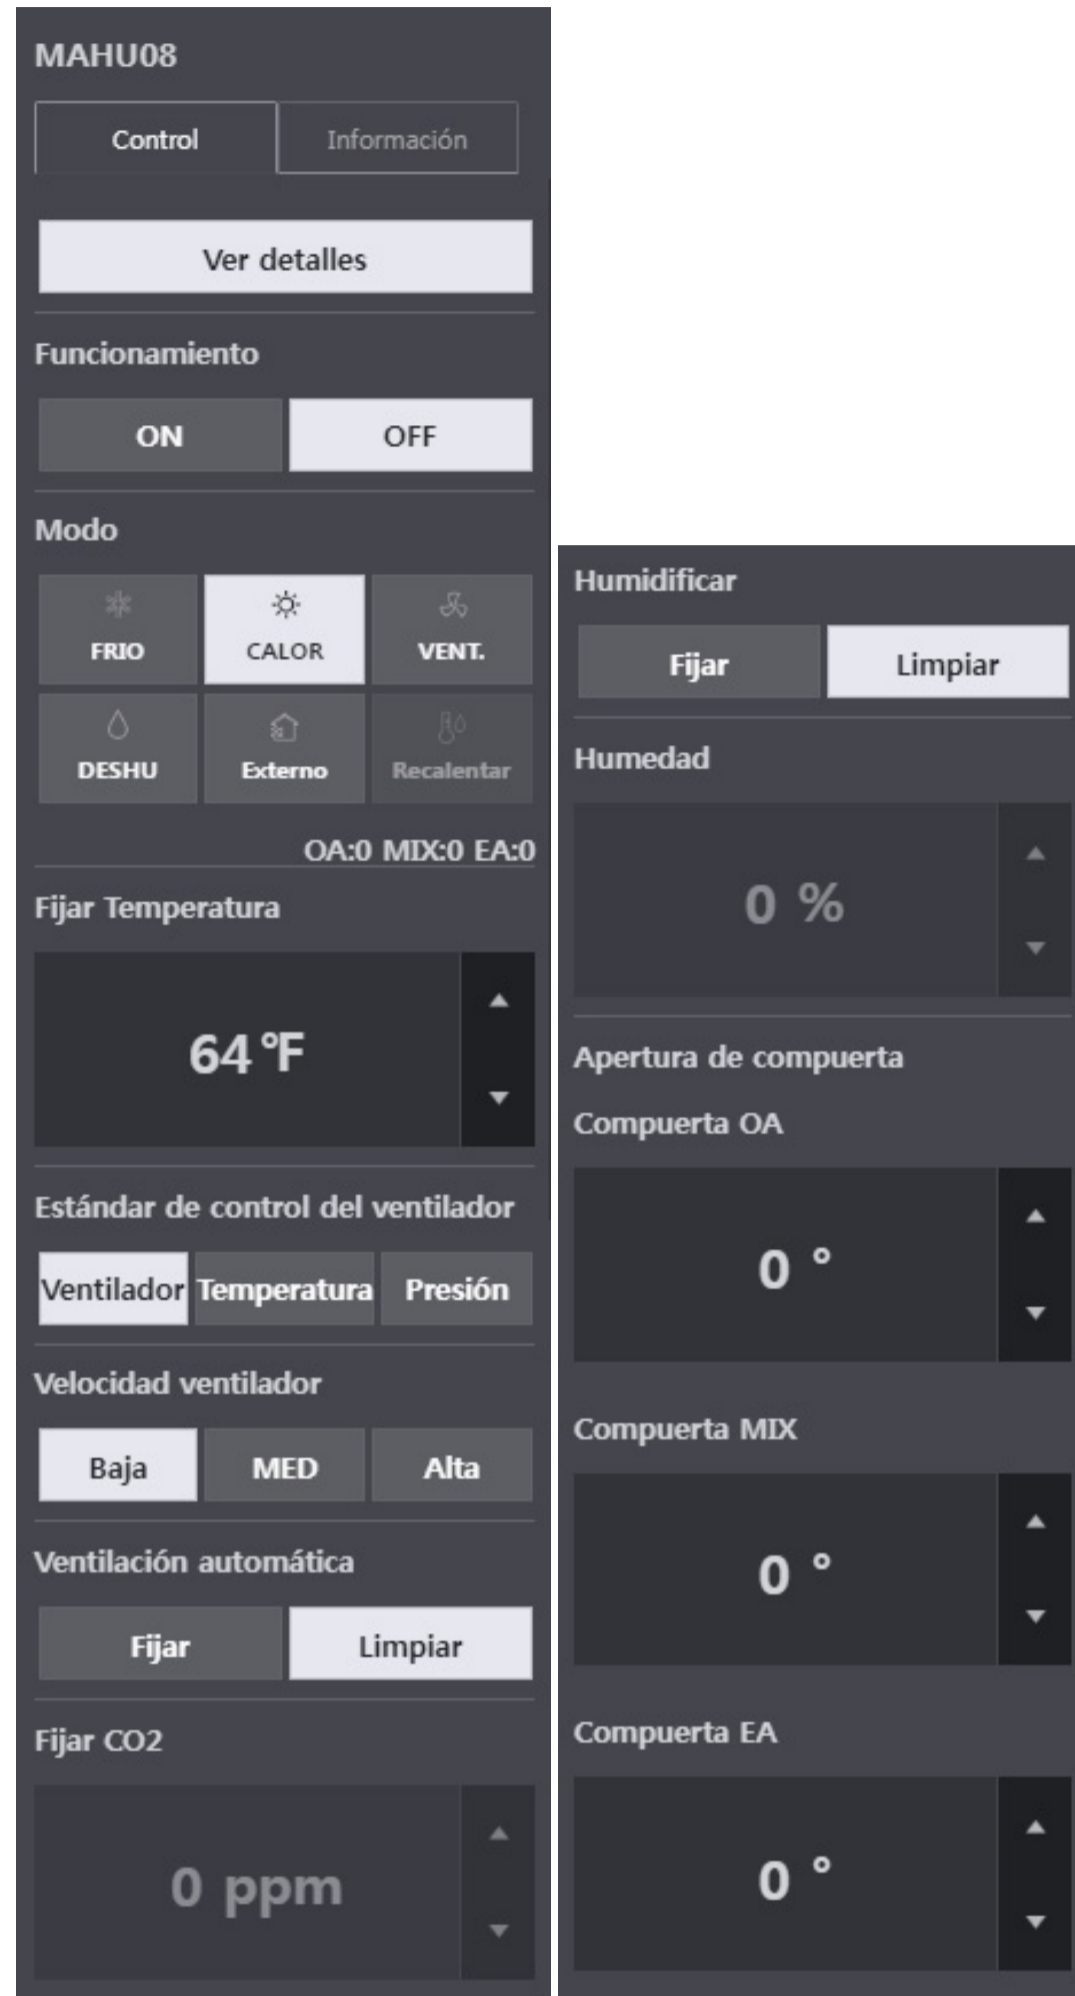 MAHU08
Control Información
Ver detalles
Funcionamiento
ON OFF
Modo
FRIO CALOR VENT.
DESHU Externo Recalentar
OA:0 MIX:0 EA:0
Fijar Temperatura
64°F
Estándar de control del ventilador
Ventilador Temperatura Presión
Velocidad ventilador
Baja MED Alta
Ventilación automática
Fijar Limpiar
Fijar CO2
0 ppm
Humidificar
Fijar Limpiar
Humedad
0 %
Apertura de compuerta
Compuerta OA
0 °
Compuerta MIX
0 °
Compuerta EA
0 °